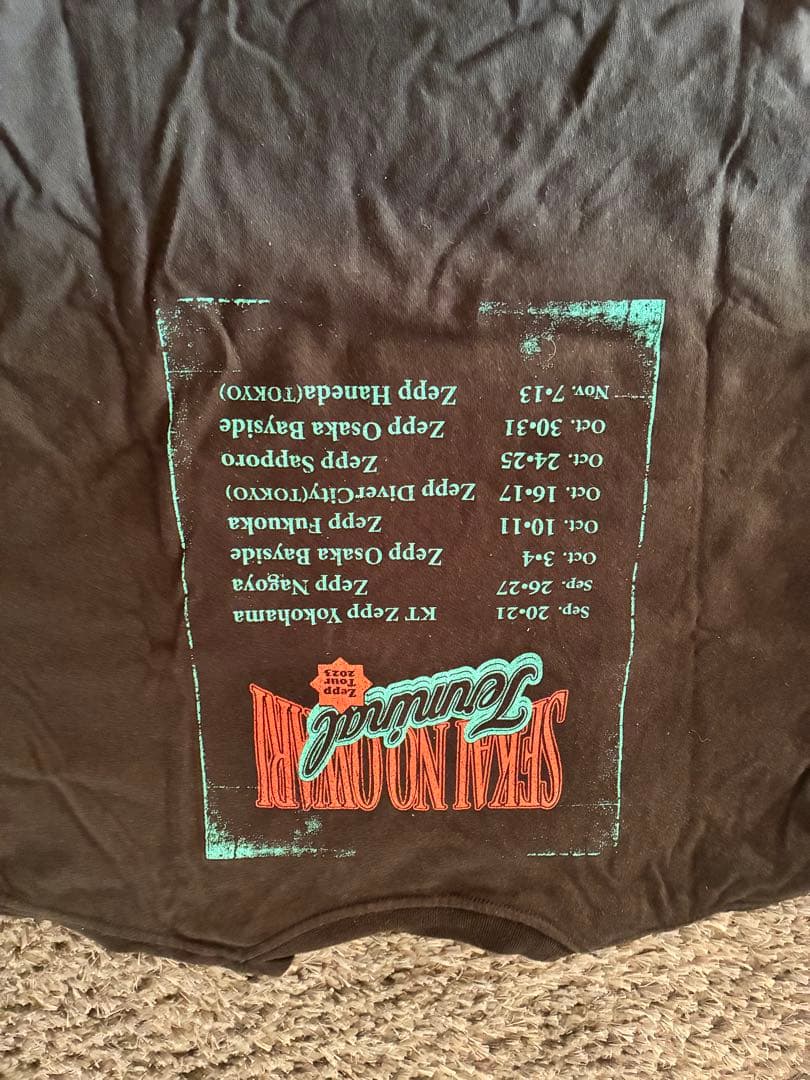 SEKAI NO OWARI
Terminal
Zepp
Tour
2023
Sep. 20•21 KT Zepp Yokohama
Sep. 26•27 Zepp Nagoya
Oct. 3•4 Zepp Osaka Bayside
Oct. 10•11 Zepp Fukuoka
Oct. 16•17 Zepp DiverCity(TOKYO)
Oct. 24•25 Zepp Sapporo
Oct. 30•31 Zepp Osaka Bayside
Nov. 7•13 Zepp Haneda(TOKYO)